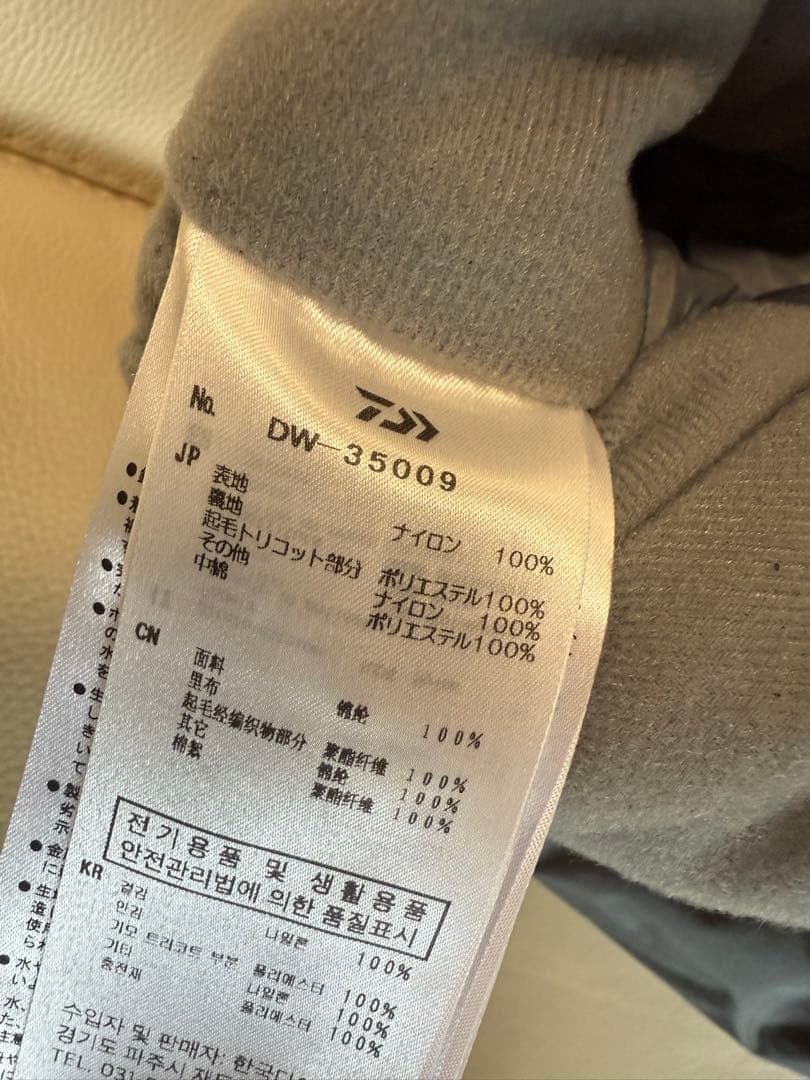 No. DW-35009
JP
表地 ナイロン 100%
裏地
起毛トリコット部分 ポリエステル100%
その他 ナイロン 100%
中綿 ポリエステル100%
CN
面料 锦纶 100%
里布
起毛经编织物部分 聚酯纤维 100%
其它 锦纶 100%
棉絮 聚酯纤维 100%
전기용품 및 생활용품
안전관리법에 의한 품질표시
KR
겉감 나일론 100%
안감
기모 트리코트 부분 폴리에스터 100%
기타 나일론 100%
충전재 폴리에스터 100%
수입자 및 판매자: 한국다
경기도 파주시
TEL. 031